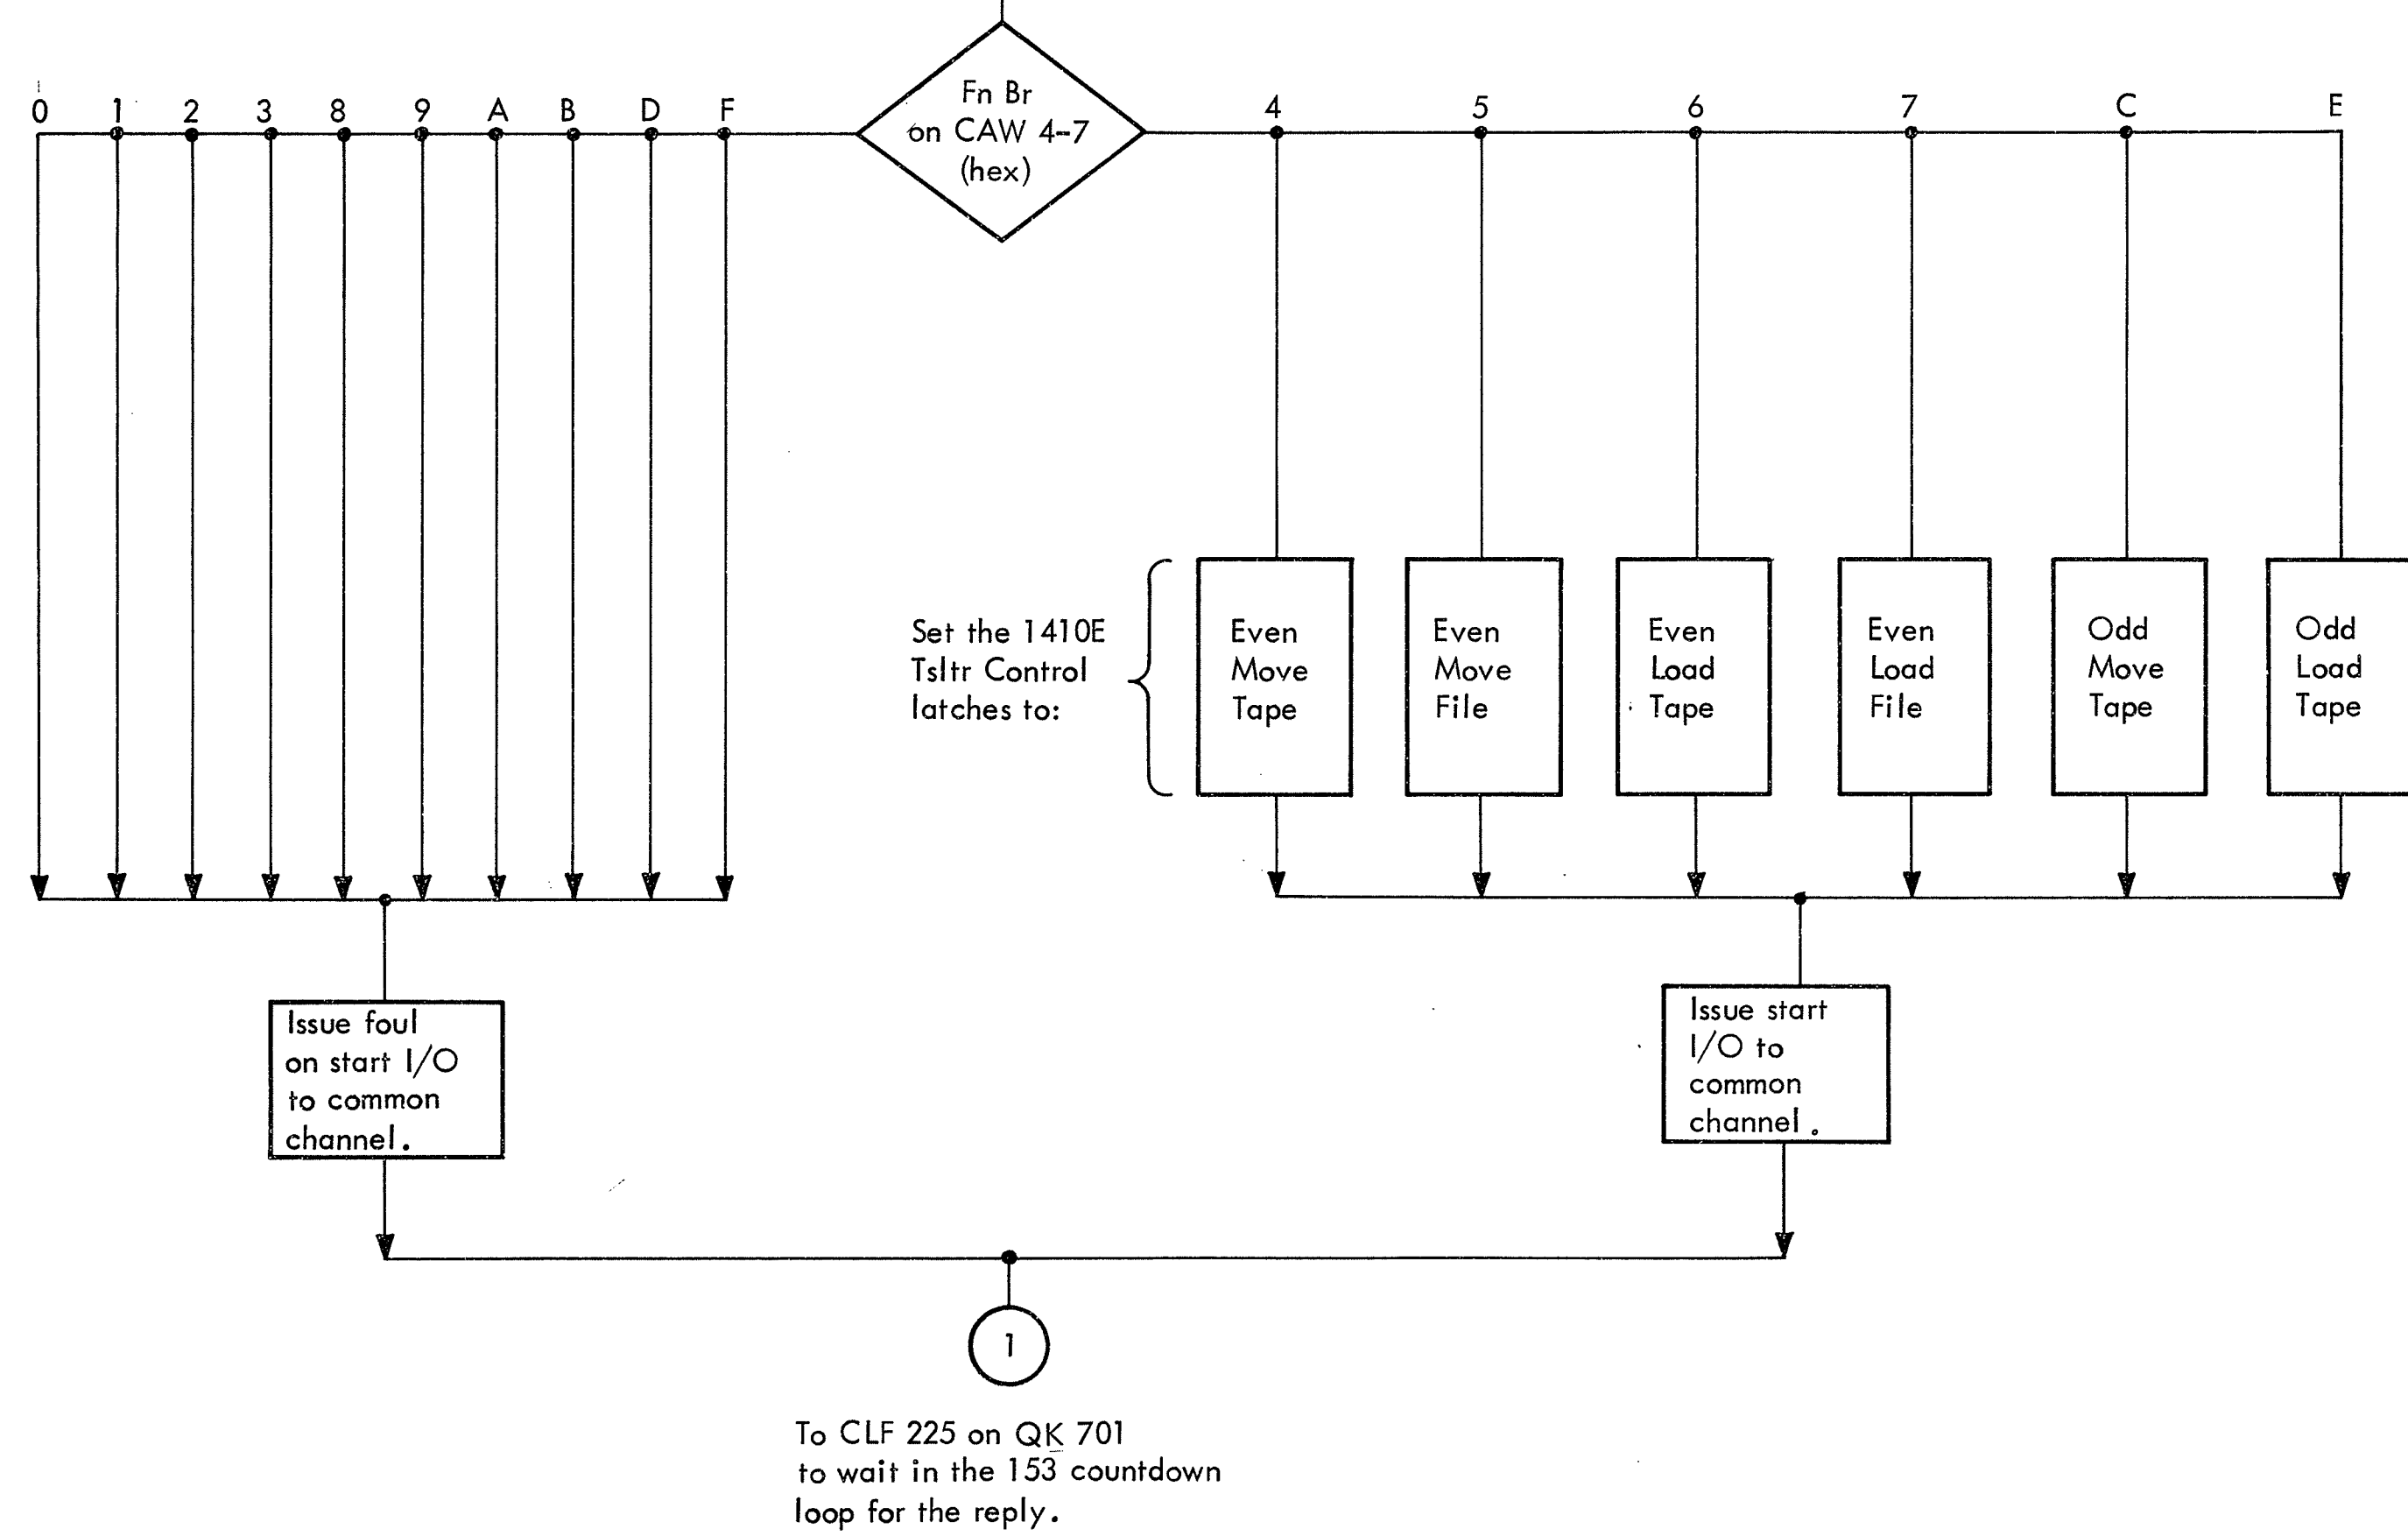 0 1 2 3 8 9 A B D F
Fn Br
on CAW 4-7
(hex)
4 5 6 7 C E
Set the 1410E
Tsltr Control
latches to:
Even
Move
Tape
Even
Move
File
Even
Load
Tape
Even
Load
File
Odd
Move
Tape
Odd
Load
Tape
Issue foul
on start I/O
to common
channel.
Issue start
I/O to
common
channel.
1
To CLF 225 on QK 701
to wait in the 153 countdown
loop for the reply.